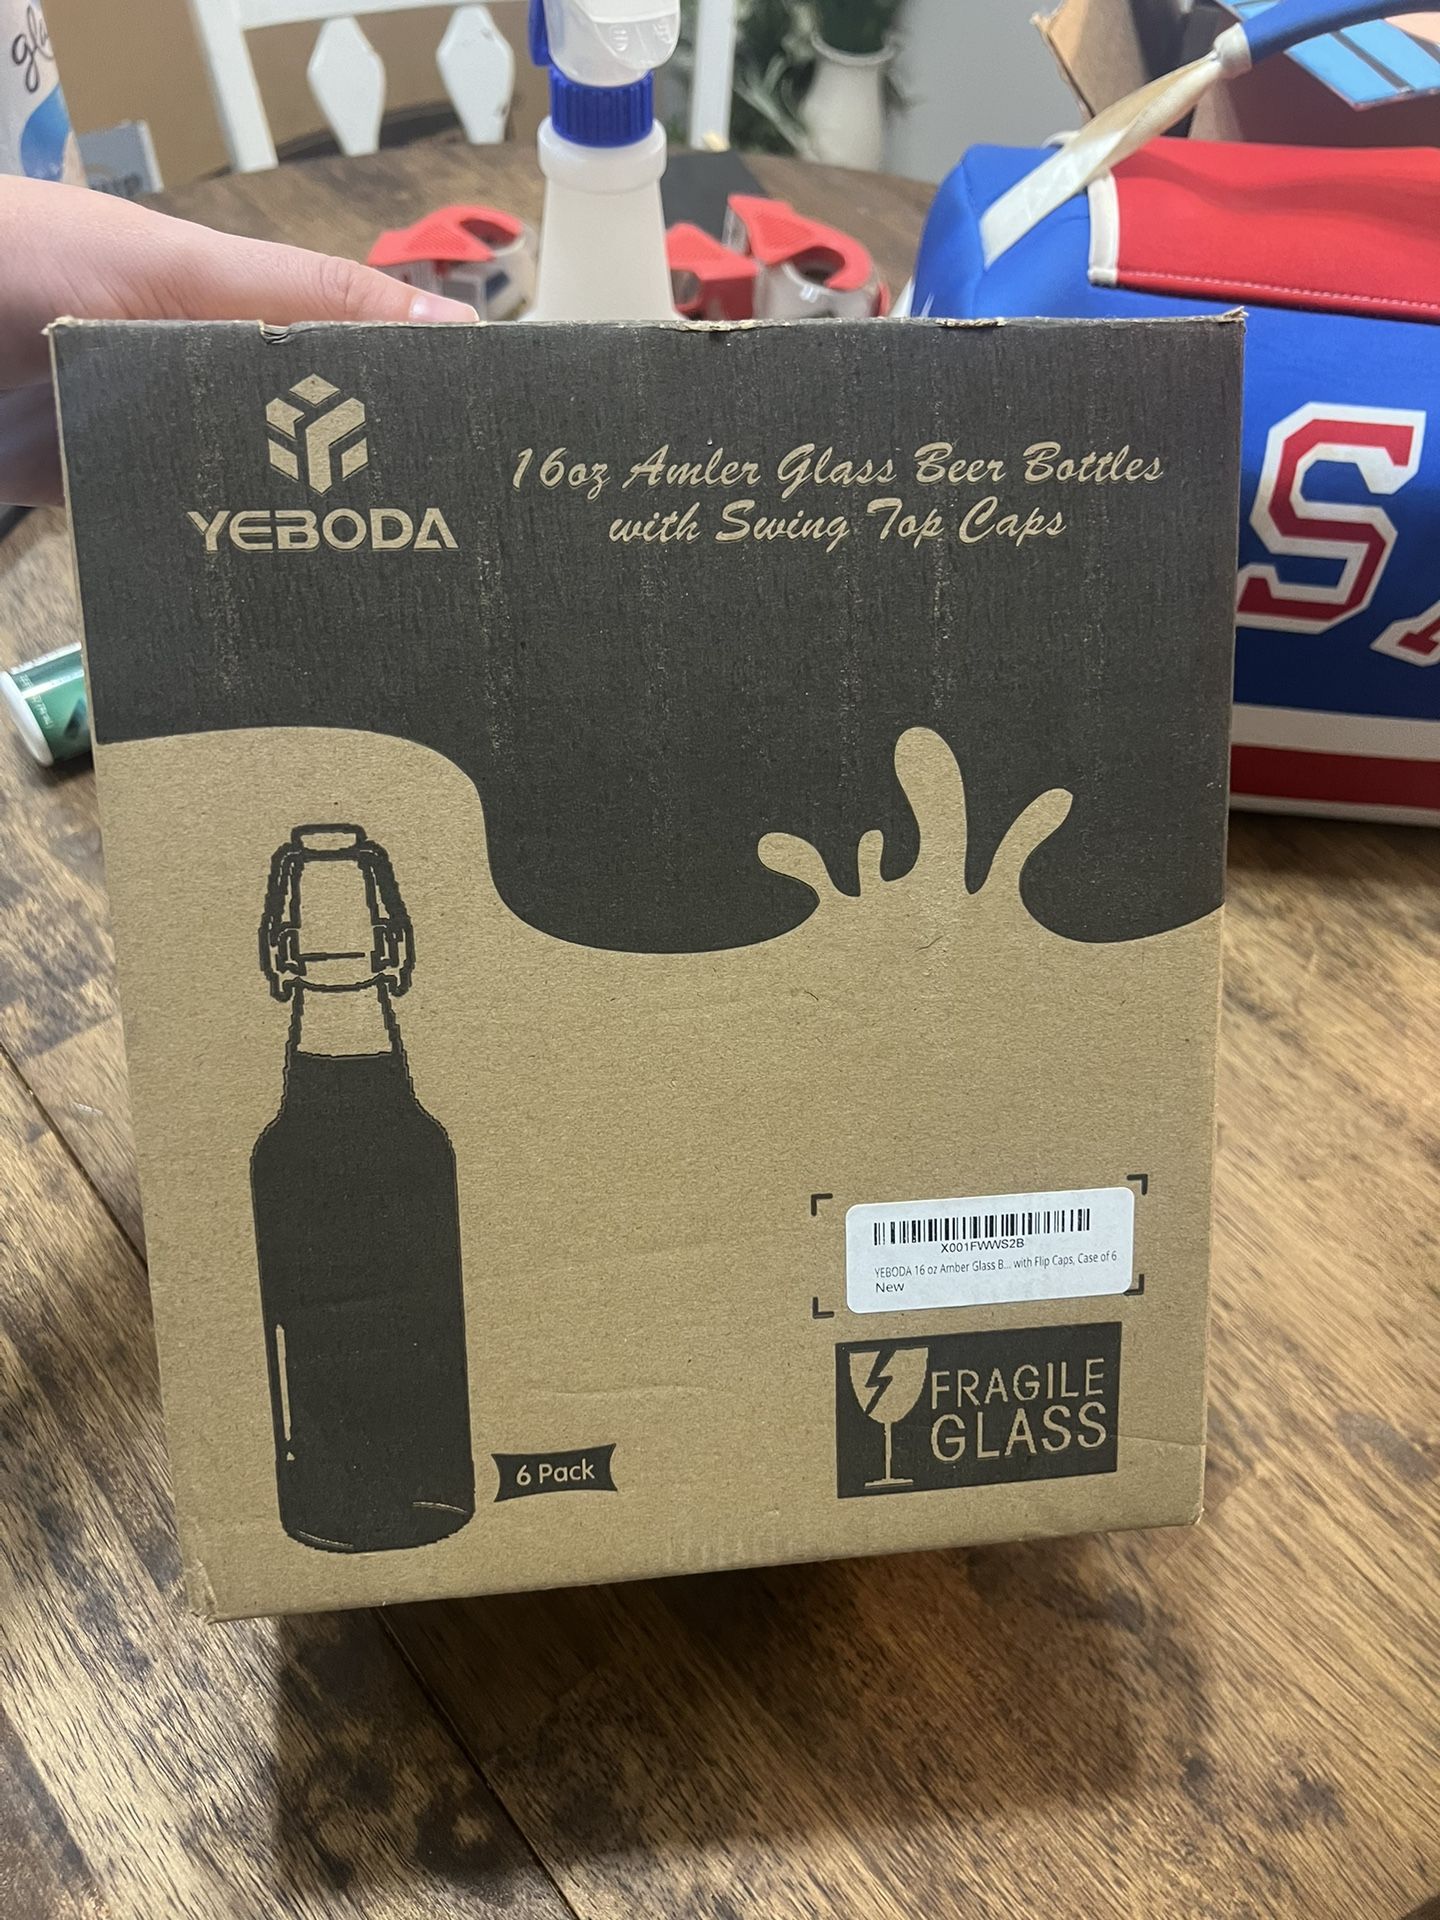 YEBODA
16oz Amler Glass Beer Bottles
with Swing Top Caps
S
X001FWWS2B
YEBODA 16 oz Amber Glass B... with Flip Caps, Case of 6
New
FRAGILE
GLASS
6 Pack